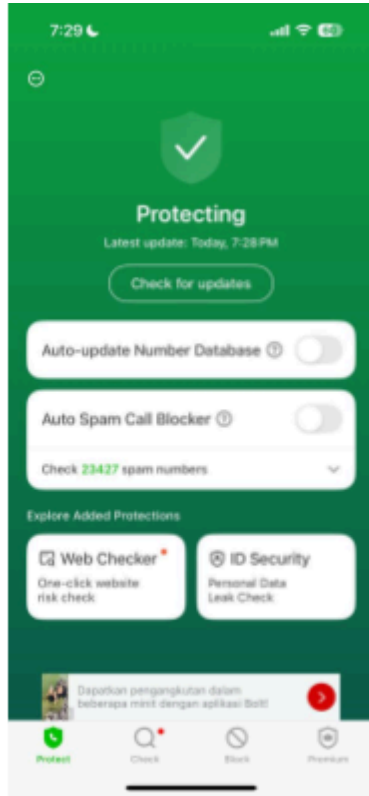 7:29
60
Protecting
Latest update: Today, 7:28 PM
Check for updates
Auto-update Number Database
Auto Spam Call Blocker
Check 23427 spam numbers
Explore Added Protections
Web Checker
One-click website
risk check
ID Security
Personal Data
Leak Check
Dapatkan pengangkutan dalam
beberapa minit dengan aplikasi Bolt!
Protect
Check
Block
Premium